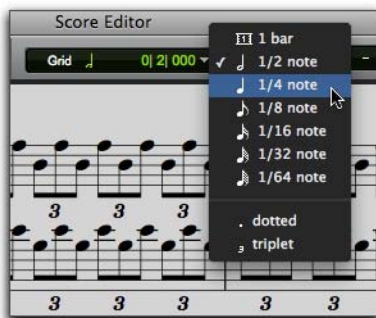 Score Editor
Grid 0| 2| 000
1 bar
✓ 1/2 note
1/4 note
1/8 note
1/16 note
1/32 note
1/64 note
. dotted
3 triplet
3 3 3
3 3 3 3 3